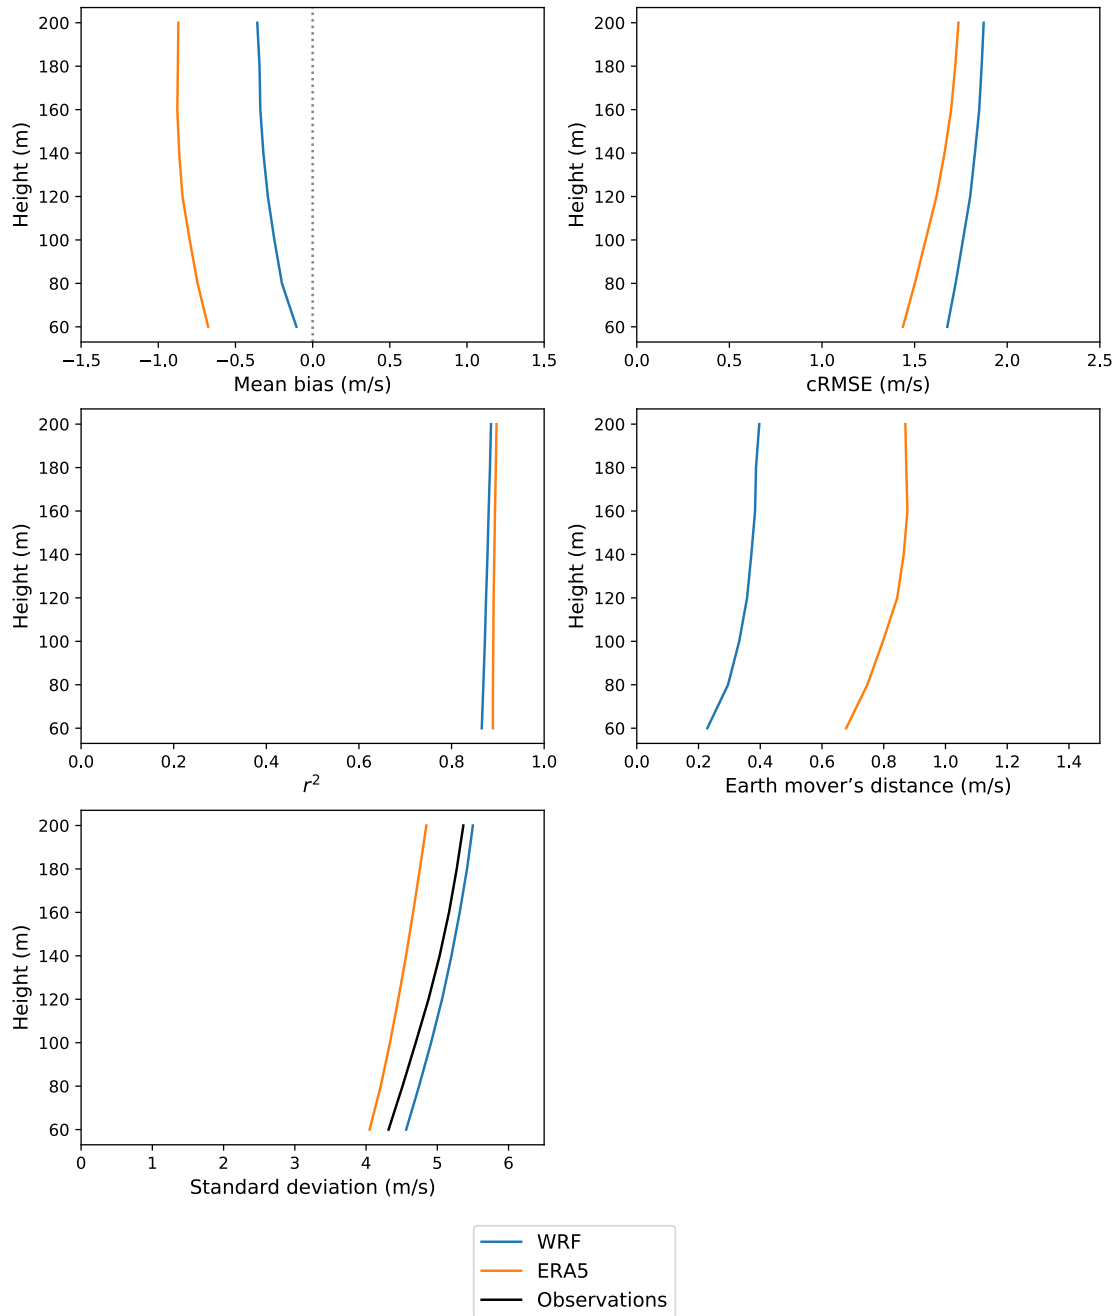 200
180
160
140
120
100
80
60
Height (m)
−1.5 −1.0 −0.5 0.0 0.5 1.0 1.5
Mean bias (m/s)
200
180
160
140
120
100
80
60
Height (m)
0.0 0.5 1.0 1.5 2.0 2.5
cRMSE (m/s)
200
180
160
140
120
100
80
60
Height (m)
0.0 0.2 0.4 0.6 0.8 1.0
r²
200
180
160
140
120
100
80
60
Height (m)
0.0 0.2 0.4 0.6 0.8 1.0 1.2 1.4
Earth mover’s distance (m/s)
200
180
160
140
120
100
80
60
Height (m)
0 1 2 3 4 5 6
Standard deviation (m/s)
WRF
ERA5
Observations